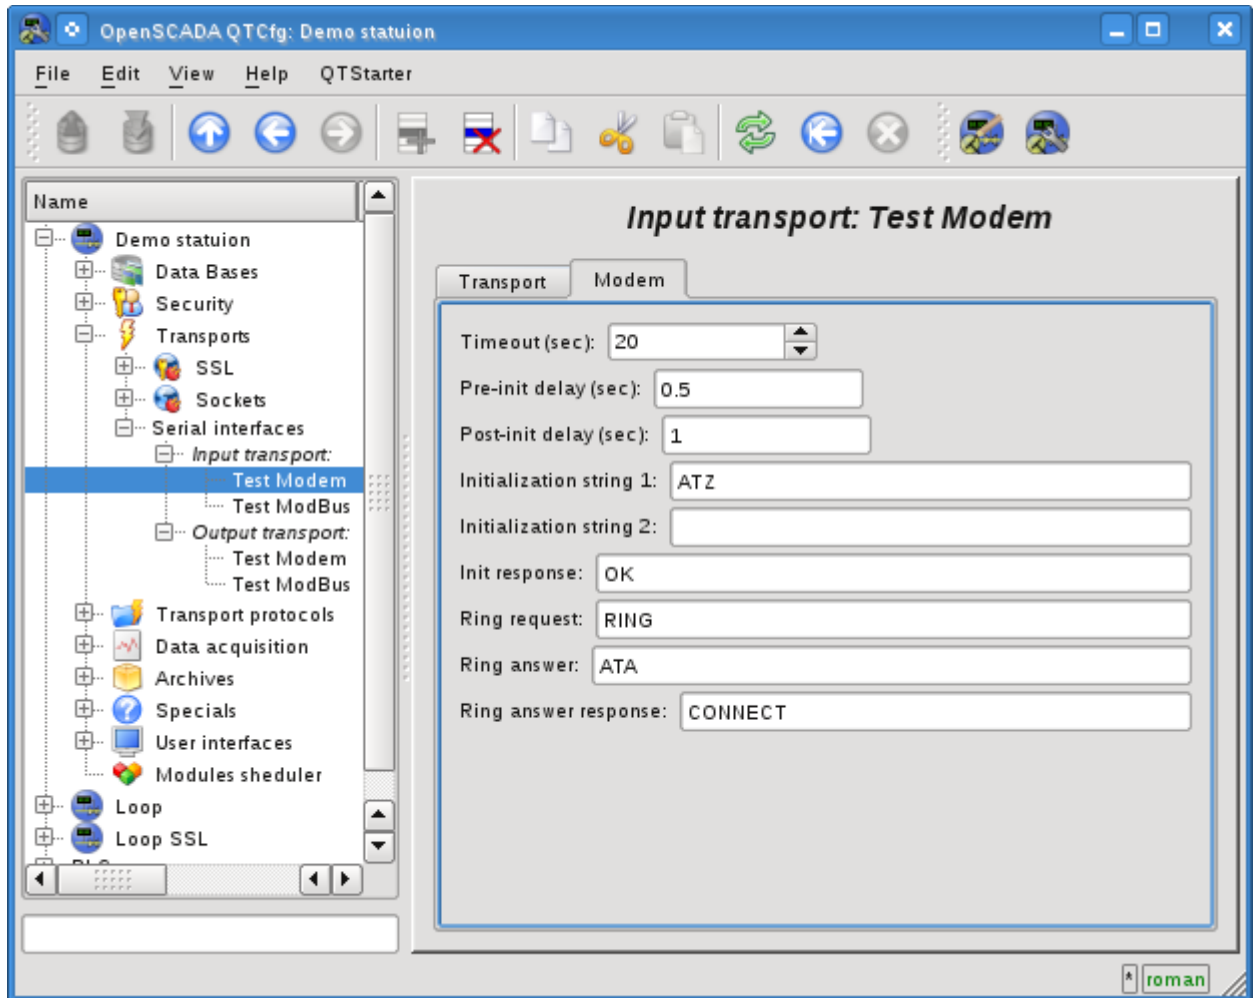 OpenSCADA QTCfg: Demo statuion
File Edit View Help QTStarter
Name
Demo statuion
Data Bases
Security
Transports
SSL
Sockets
Serial interfaces
Input transport:
Test Modem
Test ModBus
Output transport:
Test Modem
Test ModBus
Transport protocols
Data acquisition
Archives
Specials
User interfaces
Modules sheduler
Loop
Loop SSL
Input transport: Test Modem
Transport Modem
Timeout (sec): 20
Pre-init delay (sec): 0.5
Post-init delay (sec): 1
Initialization string 1: ATZ
Initialization string 2:
Init response: OK
Ring request: RING
Ring answer: ATA
Ring answer response: CONNECT
* roman